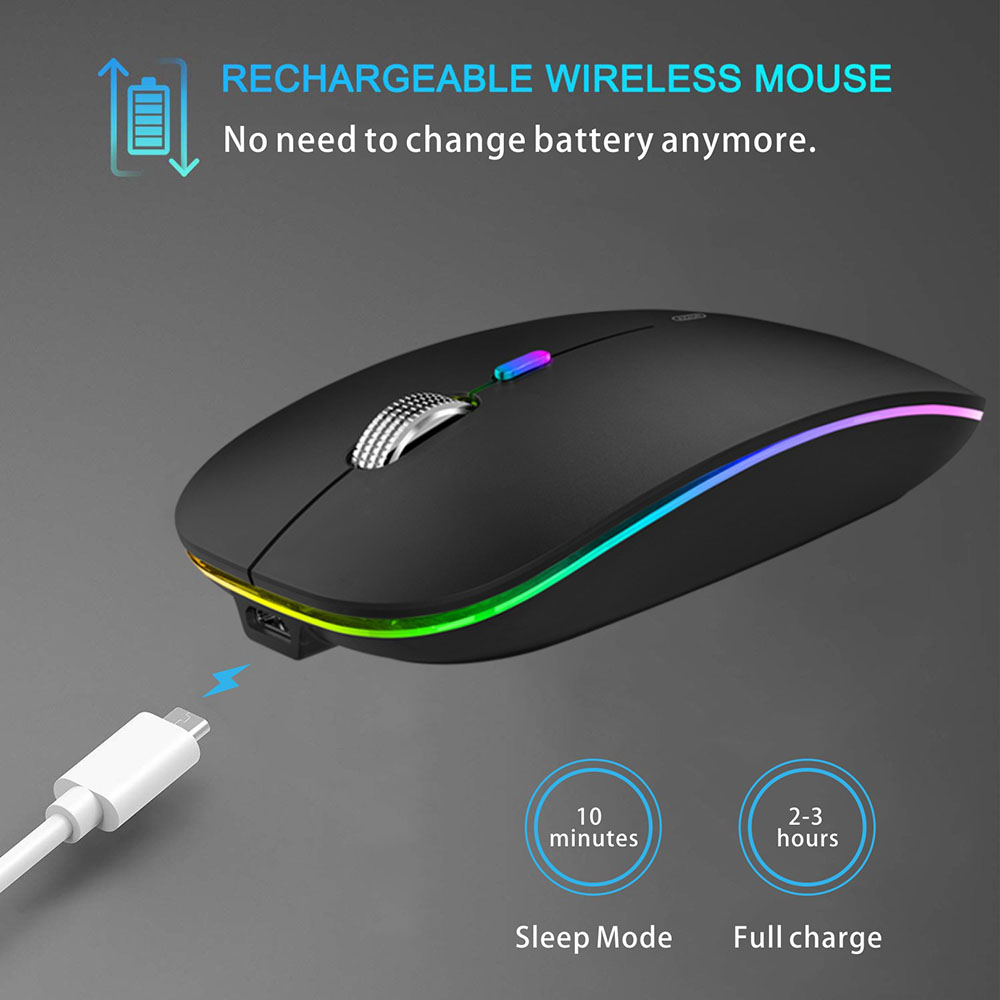 RECHARGEABLE WIRELESS MOUSE
No need to change battery anymore.
10
minutes
2-3
hours
Sleep Mode
Full charge